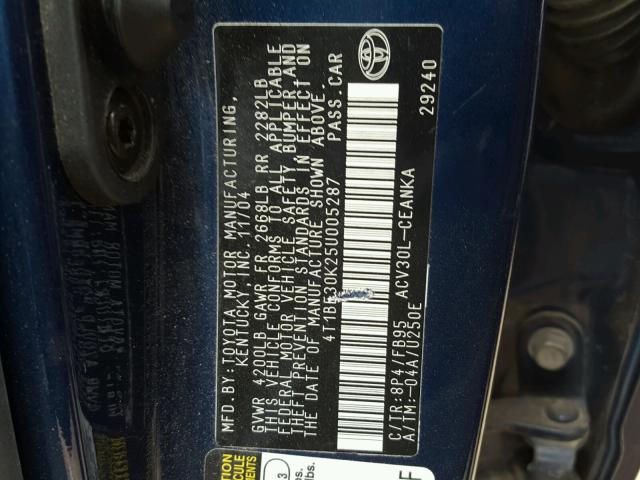 MFD. BY: TOYOTA MOTOR MANUFACTURING,
KENTUCKY, INC. 11/04
GVWR 4200LB GAWR FR 2668LB RR 2282LB
THIS VEHICLE CONFORMS TO ALL APPLICABLE
FEDERAL MOTOR VEHICLE SAFETY, BUMPER AND
THEFT PREVENTION STANDARDS IN EFFECT ON
THE DATE OF MANUFACTURE SHOWN ABOVE.
4T1BE30K25U005287 PASS.CAR
C/TR:8P4/FB95 ACV30L-CEANKA
A/TM:-04A/U250E 29240